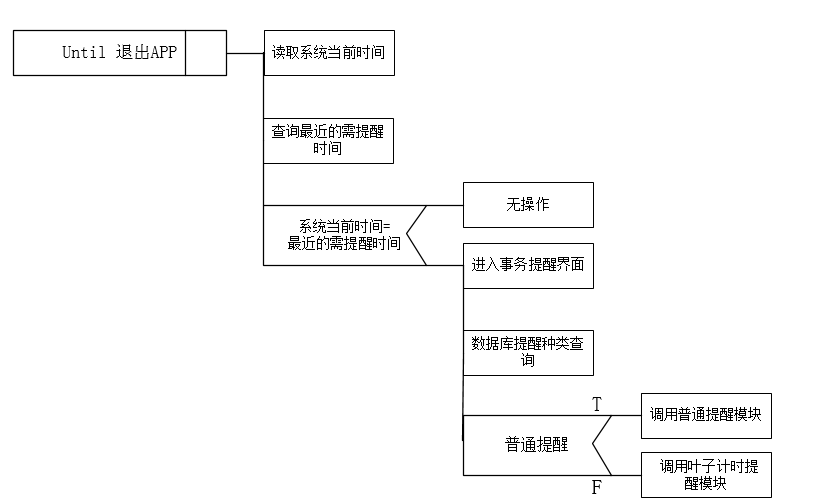 Until 退出APP
读取系统当前时间
查询最近的需提醒
时间
系统当前时间=
最近的需提醒时间
无操作
进入事务提醒界面
数据库提醒种类查
询
T
普通提醒
F
调用普通提醒模块
调用叶子计时提
醒模块